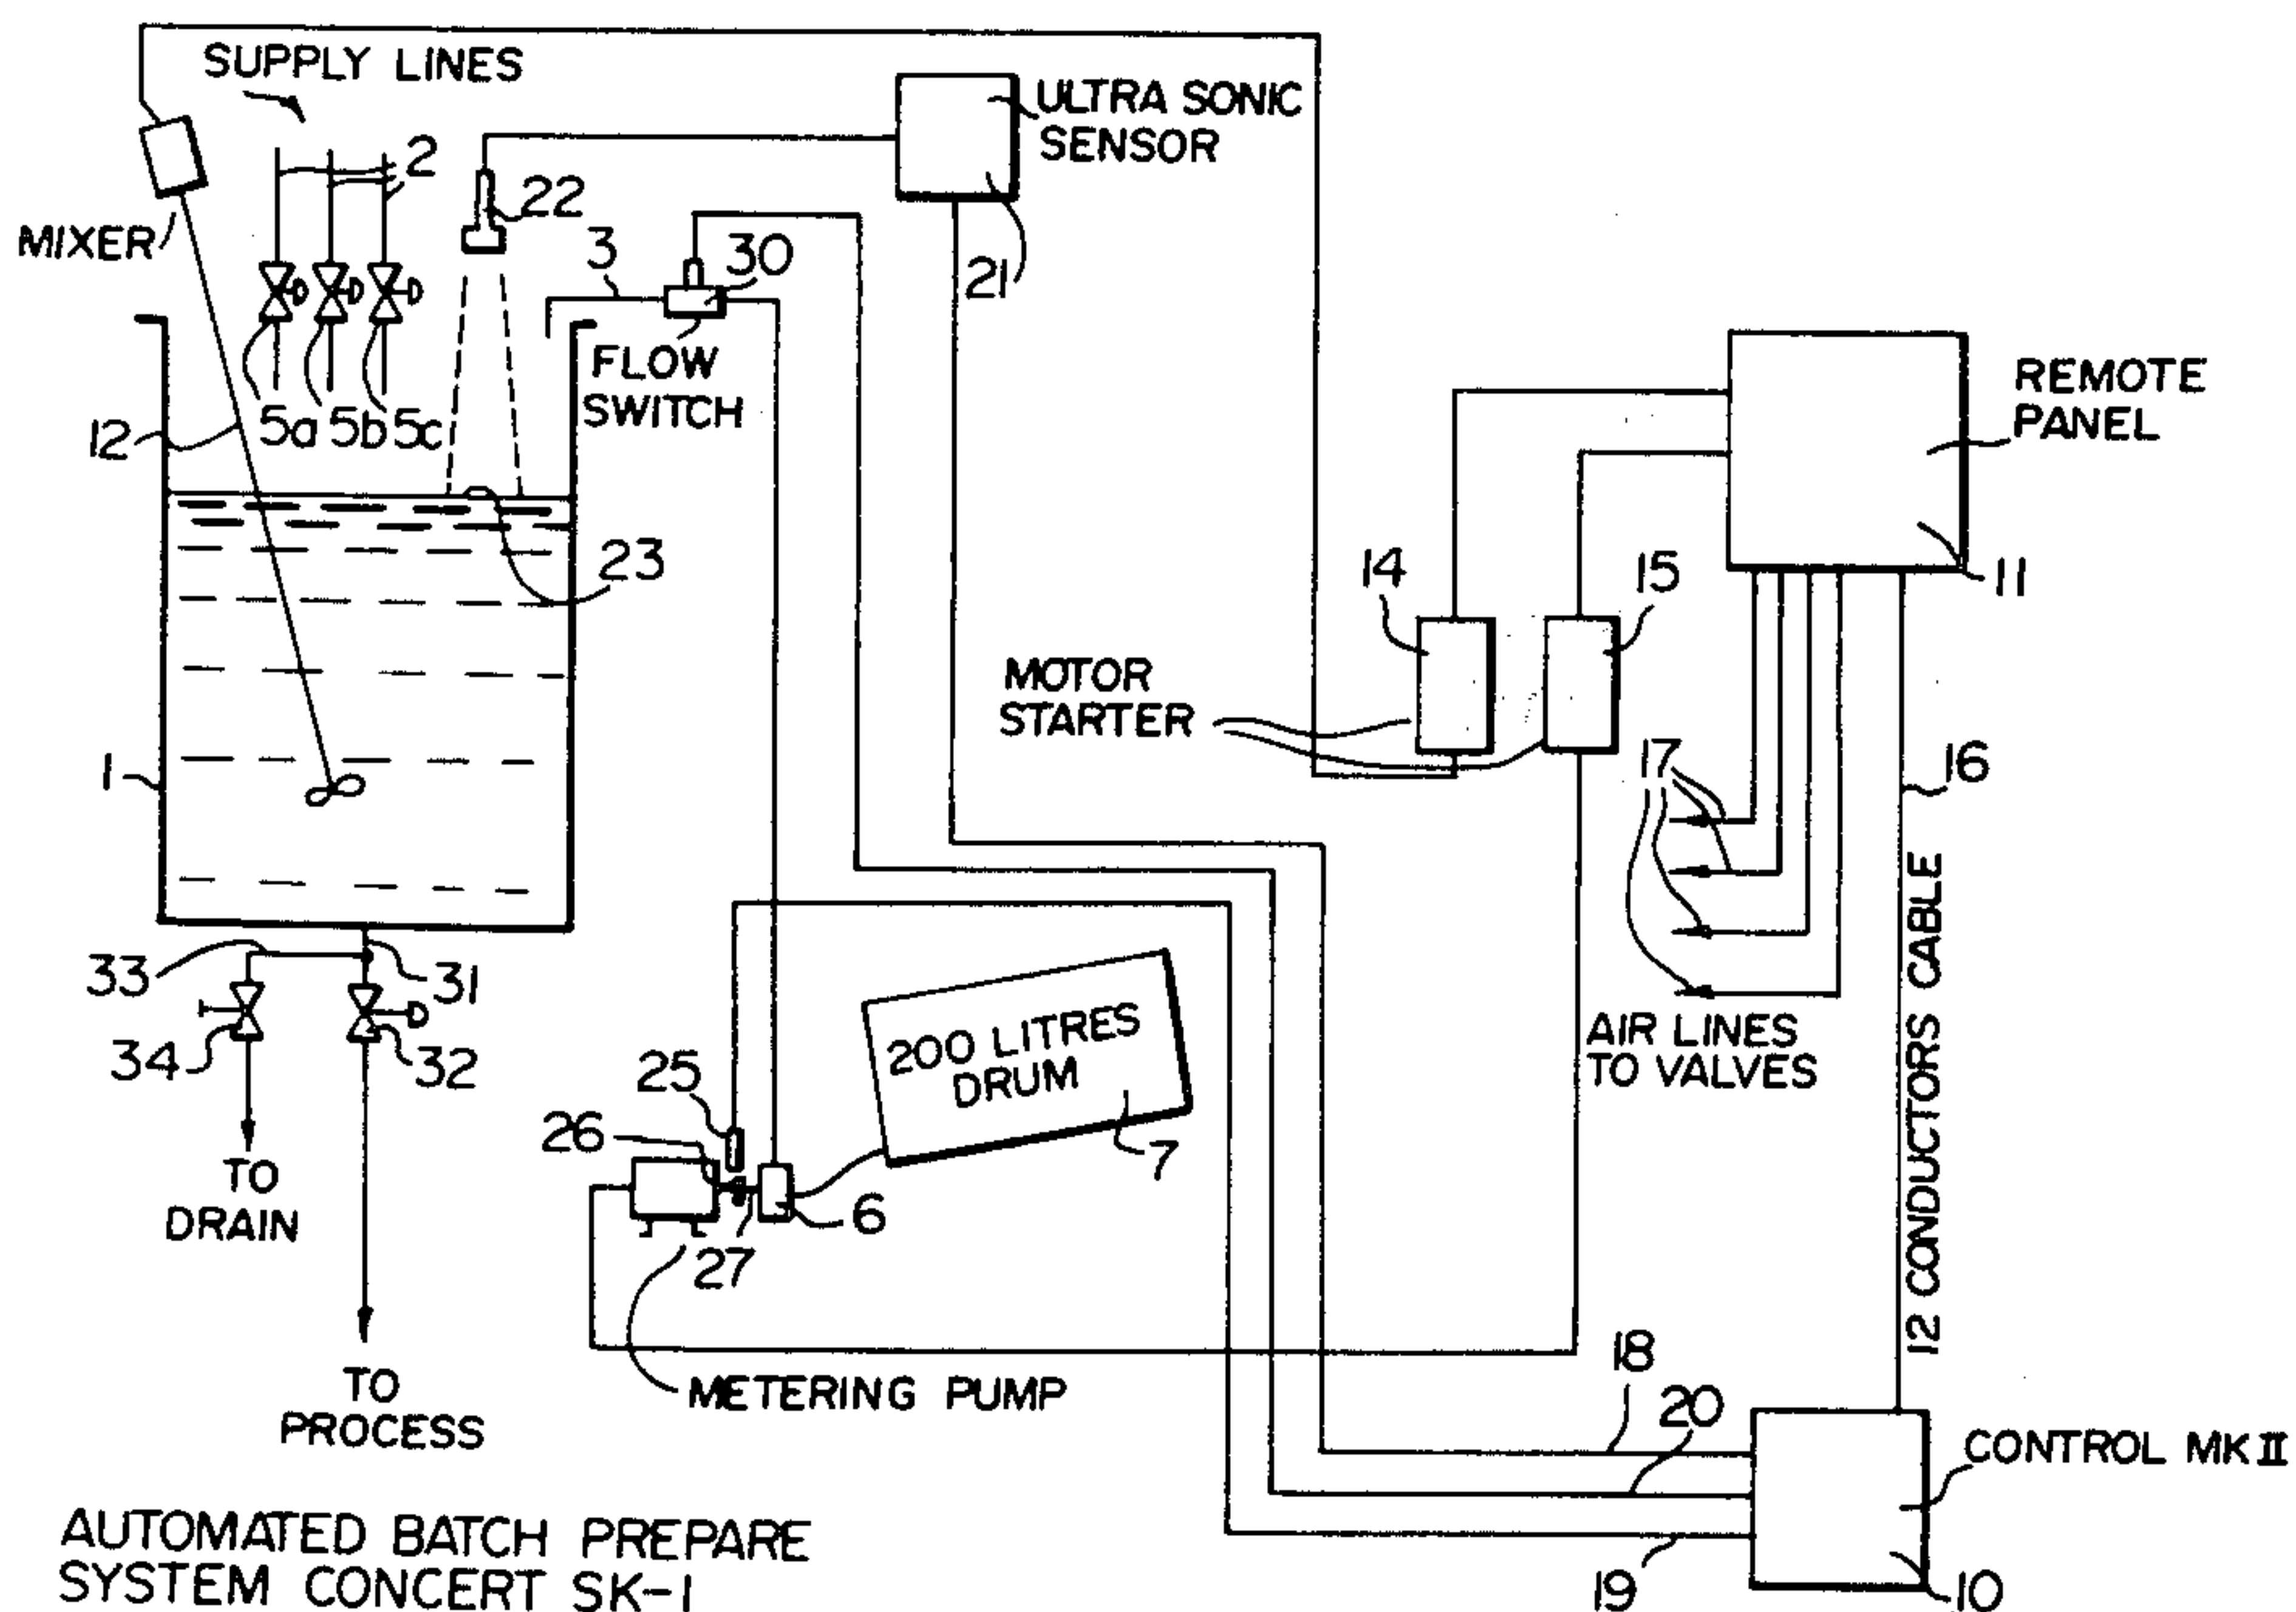 SUPPLY LINES
ULTRA SONIC
SENSOR
2
22
MIXER
3
30
21
FLOW
SWITCH
REMOTE
PANEL
12
5a 5b 5c
23
14
15
11
MOTOR
STARTER
1
17
16
33
31
200 LITRES
DRUM
AIR LINES
TO VALVES
12 CONDUCTORS CABLE
34
32
25
26
7
TO
DRAIN
6
27
TO
PROCESS
METERING PUMP
18
20
CONTROL MK II
19
10
AUTOMATED BATCH PREPARE
SYSTEM CONCERT SK-1